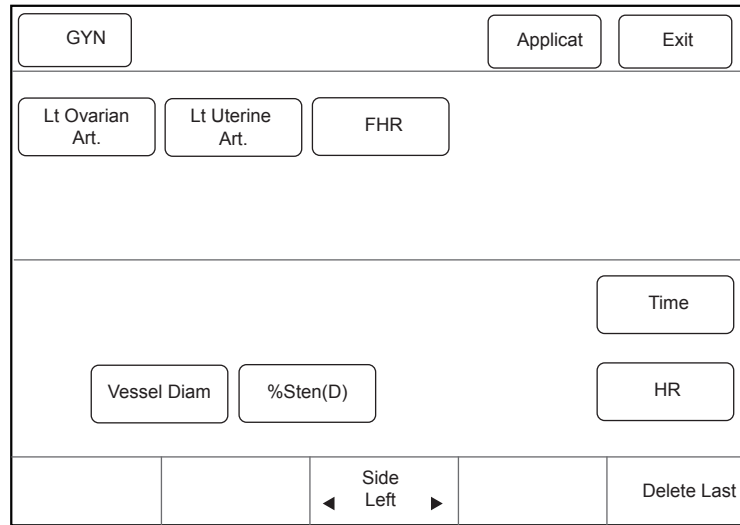 GYN
Applicat
Exit
Lt Ovarian
Art.
Lt Uterine
Art.
FHR
Time
Vessel Diam
%Sten(D)
HR
Side
Left
Delete Last